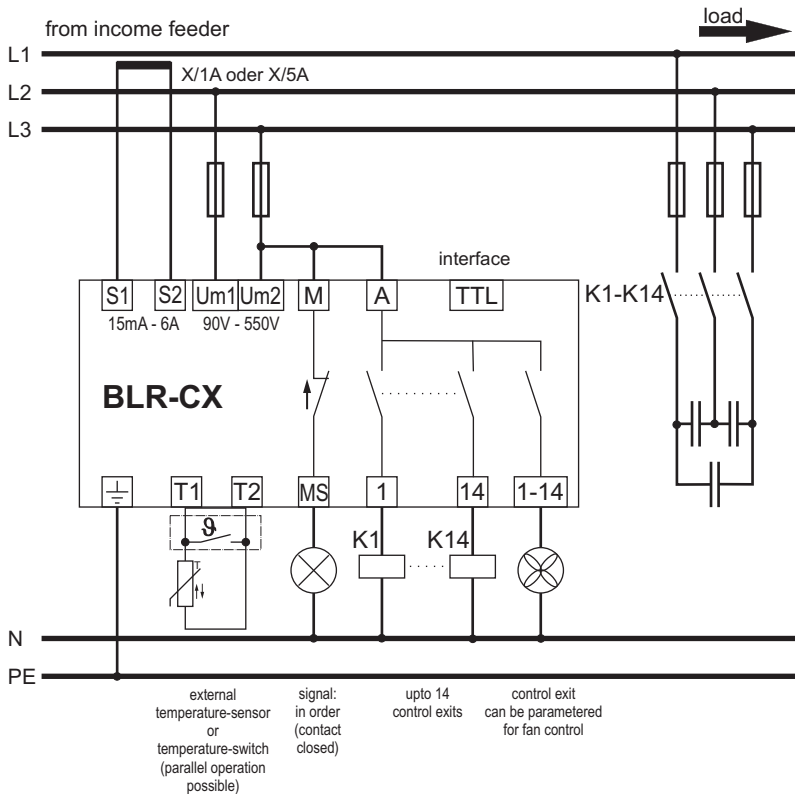 from income feeder
load
L1
X/1A oder X/5A
L2
L3
interface
S1 S2 Um1 Um2 M A TTL
K1-K14
15mA - 6A 90V - 550V
BLR-CX
T1 T2 MS 1 14 1-14
ϑ
K1 K14
N
PE
external
temperature-sensor
or
temperature-switch
(parallel operation
possible)
signal:
in order
(contact
closed)
upto 14
control exits
control exit
can be parametered
for fan control